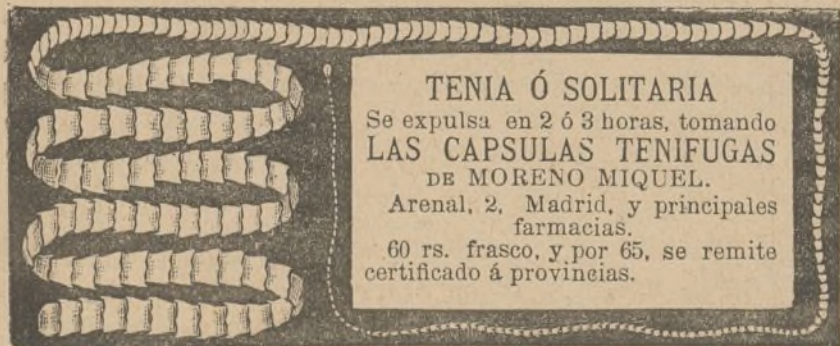 TENIA Ó SOLITARIA
Se expulsa en 2 ó 3 horas, tomando
LAS CAPSULAS TENIFUGAS
DE MORENO MIQUEL.
Arenal, 2, Madrid, y principales
farmacias.
60 rs. frasco, y por 65, se remite
certificado á provincias.